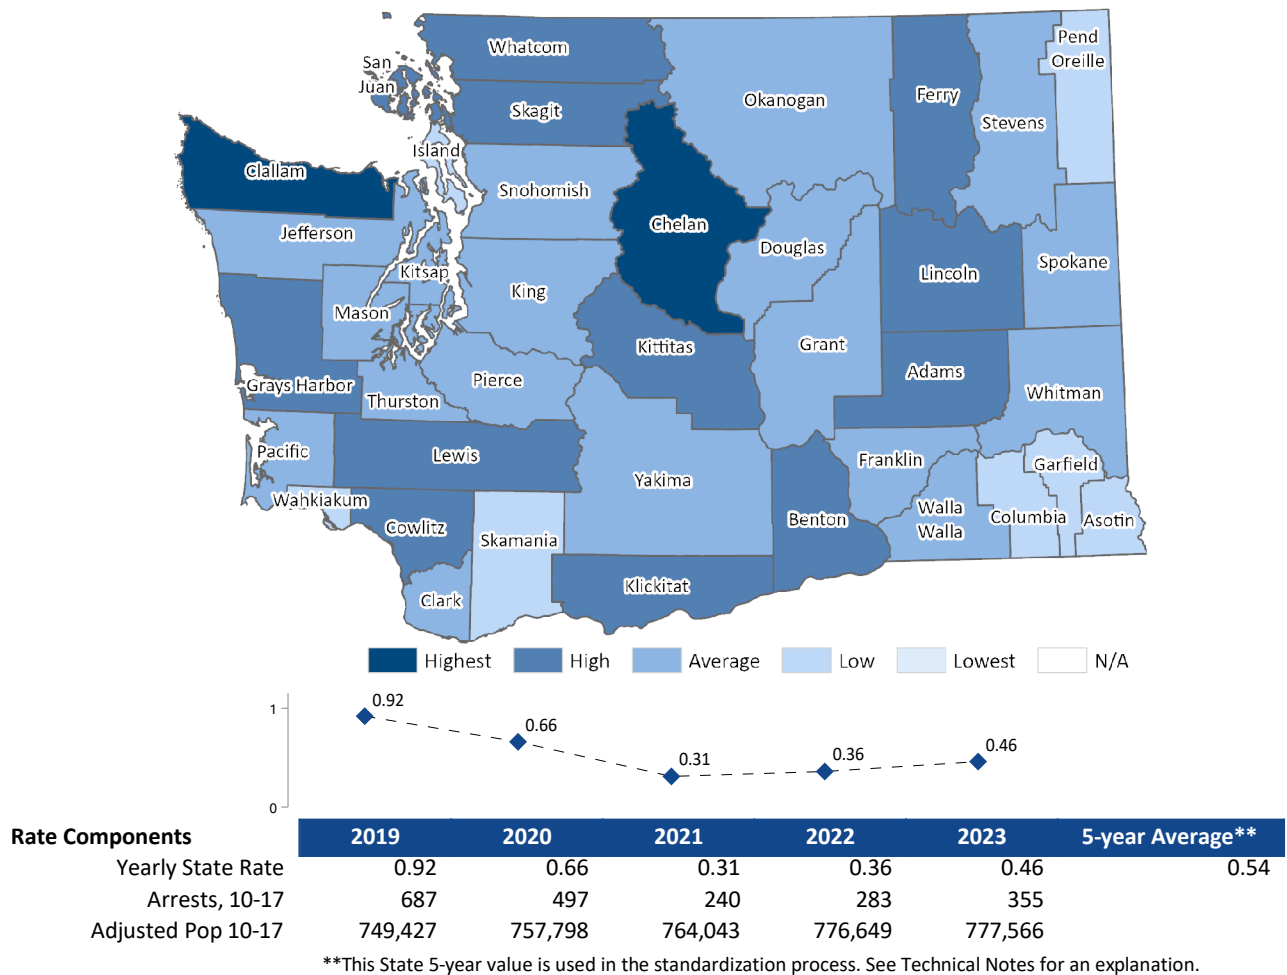 Whatcom
San
Juan
Skagit
Okanogan
Ferry
Stevens
Pend
Oreille
Island
Clallam
Snohomish
Chelan
Jefferson
Douglas
Lincoln
Spokane
Kitsap
King
Mason
Kittitas
Grant
Adams
Grays Harbor
Pierce
Thurston
Whitman
Pacific
Lewis
Yakima
Franklin
Garfield
Wahkiakum
Cowlitz
Skamania
Benton
Walla
Walla
Columbia
Asotin
Klickitat
Clark
Highest High Average Low Lowest N/A
1
0.92
0.66
0.31
0.36
0.46
0
Rate Components 2019 2020 2021 2022 2023 5-year Average**
Yearly State Rate 0.92 0.66 0.31 0.36 0.46 0.54
Arrests, 10-17 687 497 240 283 355
Adjusted Pop 10-17 749,427 757,798 764,043 776,649 777,566
**This State 5-year value is used in the standardization process. See Technical Notes for an explanation.